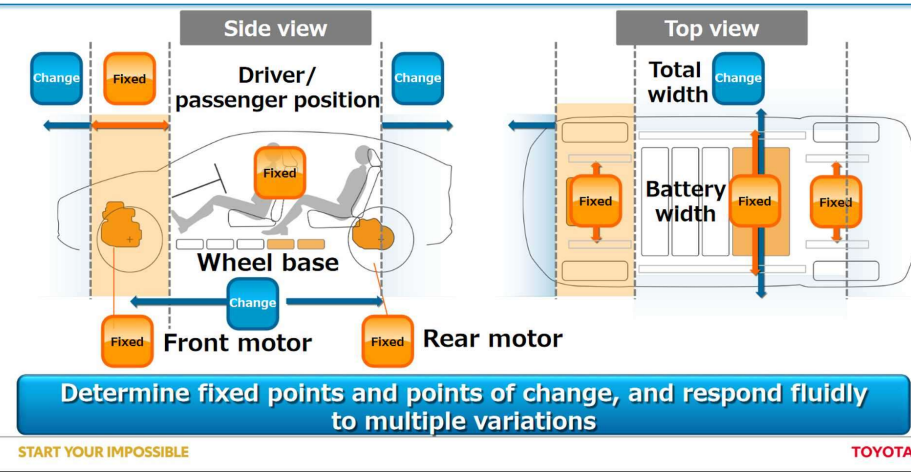 Side view
Top view
Change
Fixed
Driver/
passenger position
Change
Total
width
Change
Fixed
Fixed
Battery
width
Fixed
Fixed
Wheel base
Change
Fixed
Front motor
Fixed
Rear motor
Determine fixed points and points of change, and respond fluidly
to multiple variations
START YOUR IMPOSSIBLE
TOYOTA